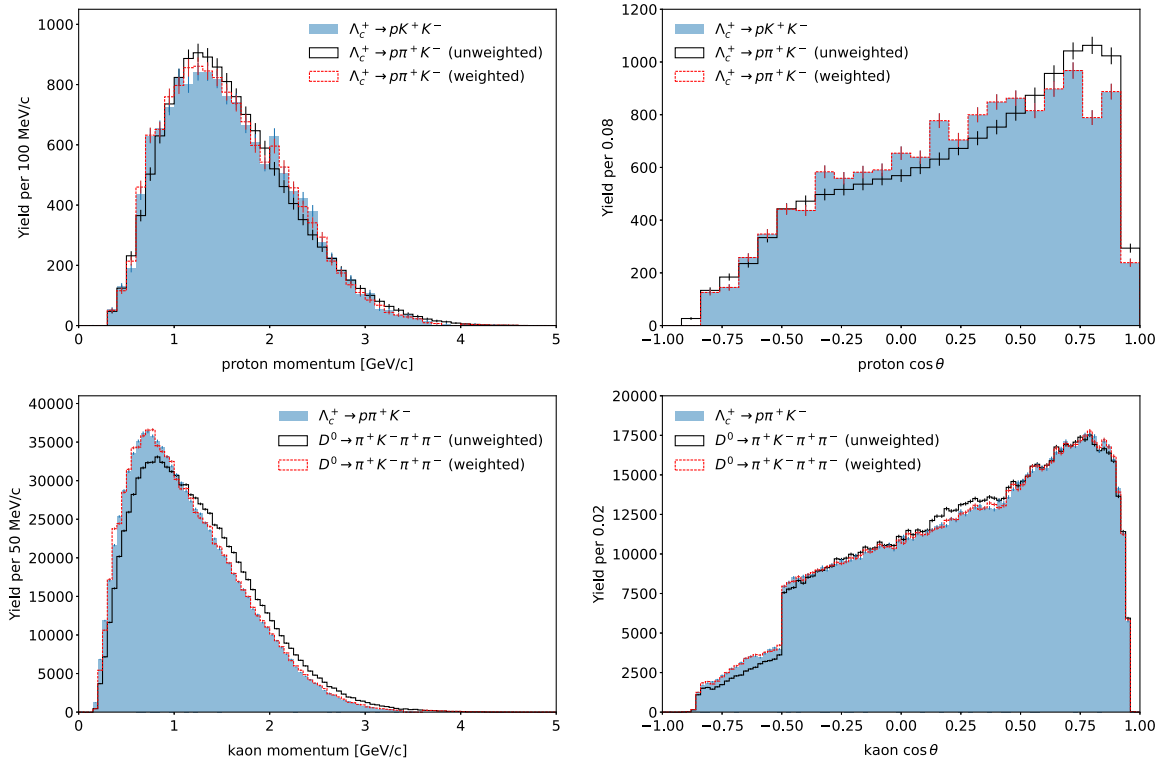 Λc+ → pK+K−
Λc+ → pπ+K− (unweighted)
Λc+ → pπ+K− (weighted)
Yield per 100 MeV/c
1000
800
600
400
200
0
0 1 2 3 4 5
proton momentum [GeV/c]
Λc+ → pK+K−
Λc+ → pπ+K− (unweighted)
Λc+ → pπ+K− (weighted)
Yield per 0.08
1200
1000
800
600
400
200
0
−1.00 −0.75 −0.50 −0.25 0.00 0.25 0.50 0.75 1.00
proton cos θ
Λc+ → pπ+K−
D0 → π+K−π+π− (unweighted)
D0 → π+K−π+π− (weighted)
Yield per 50 MeV/c
40000
35000
30000
25000
20000
15000
10000
5000
0
0 1 2 3 4 5
kaon momentum [GeV/c]
Λc+ → pπ+K−
D0 → π+K−π+π− (unweighted)
D0 → π+K−π+π− (weighted)
Yield per 0.02
20000
17500
15000
12500
10000
7500
5000
2500
0
−1.00 −0.75 −0.50 −0.25 0.00 0.25 0.50 0.75 1.00
kaon cos θ